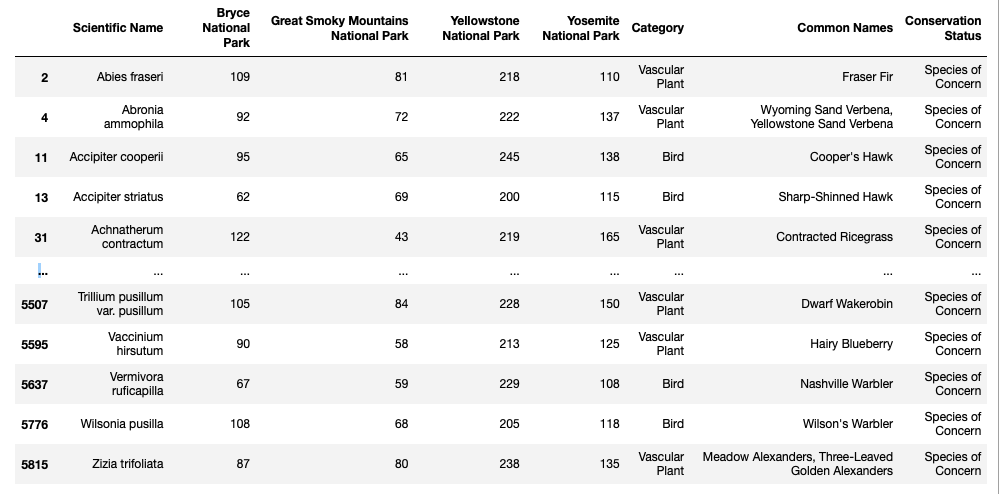 Scientific Name Bryce National Park Great Smoky Mountains National Park Yellowstone National Park Yosemite National Park Category Common Names Conservation Status
2 Abies fraseri 109 81 218 110 Vascular Plant Fraser Fir Species of Concern
4 Abronia ammophila 92 72 222 137 Vascular Plant Wyoming Sand Verbena, Yellowstone Sand Verbena Species of Concern
11 Accipiter cooperii 95 65 245 138 Bird Cooper's Hawk Species of Concern
13 Accipiter striatus 62 69 200 115 Bird Sharp-Shinned Hawk Species of Concern
31 Achnatherum contractum 122 43 219 165 Vascular Plant Contracted Ricegrass Species of Concern
... ... ... ... ... ... ... ... ...
5507 Trillium pusillum var. pusillum 105 84 228 150 Vascular Plant Dwarf Wakerobin Species of Concern
5595 Vaccinium hirsutum 90 58 213 125 Vascular Plant Hairy Blueberry Species of Concern
5637 Vermivora ruficapilla 67 59 229 108 Bird Nashville Warbler Species of Concern
5776 Wilsonia pusilla 108 68 205 118 Bird Wilson's Warbler Species of Concern
5815 Zizia trifoliata 87 80 238 135 Vascular Plant Meadow Alexanders, Three-Leaved Golden Alexanders Species of Concern